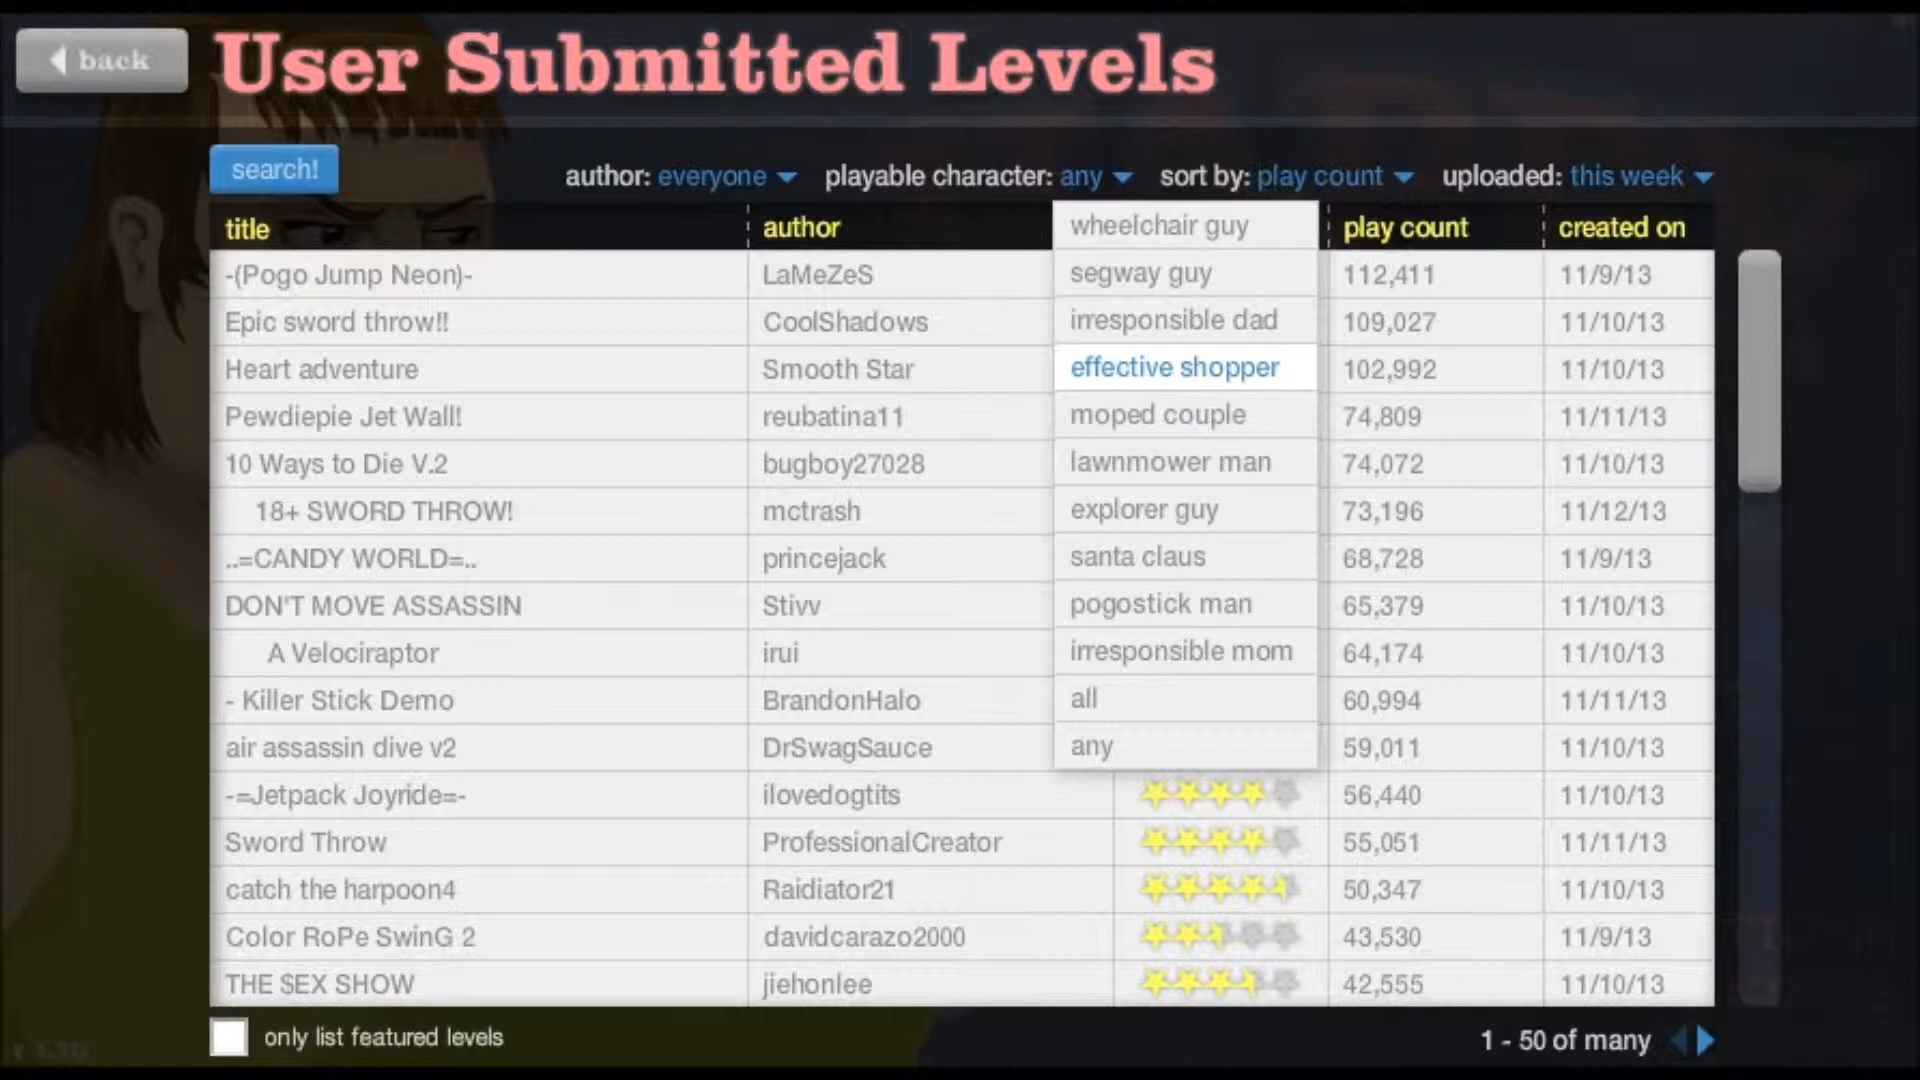 back
User Submitted Levels
search!
author: everyone playable character: any sort by: play count uploaded: this week
title author play count created on
wheelchair guy
segway guy
irresponsible dad
effective shopper
moped couple
lawnmower man
explorer guy
santa claus
pogostick man
irresponsible mom
all
any
-(Pogo Jump Neon)- LaMeZeS 112,411 11/9/13
Epic sword throw!! CoolShadows 109,027 11/10/13
Heart adventure Smooth Star 102,992 11/10/13
Pewdiepie Jet Wall! reubatina11 74,809 11/11/13
10 Ways to Die V.2 bugboy27028 74,072 11/10/13
18+ SWORD THROW! mctrash 73,196 11/12/13
..=CANDY WORLD=.. princejack 68,728 11/9/13
DON'T MOVE ASSASSIN Stivv 65,379 11/10/13
A Velociraptor irui 64,174 11/10/13
- Killer Stick Demo BrandonHalo 60,994 11/11/13
air assassin dive v2 DrSwagSauce 59,011 11/10/13
-=Jetpack Joyride=- ilovedogtits 56,440 11/10/13
Sword Throw ProfessionalCreator 55,051 11/11/13
catch the harpoon4 Raidiator21 50,347 11/10/13
Color RoPe SwinG 2 davidcarazo2000 43,530 11/9/13
THE $EX SHOW jiehonlee 42,555 11/10/13
only list featured levels
1 - 50 of many